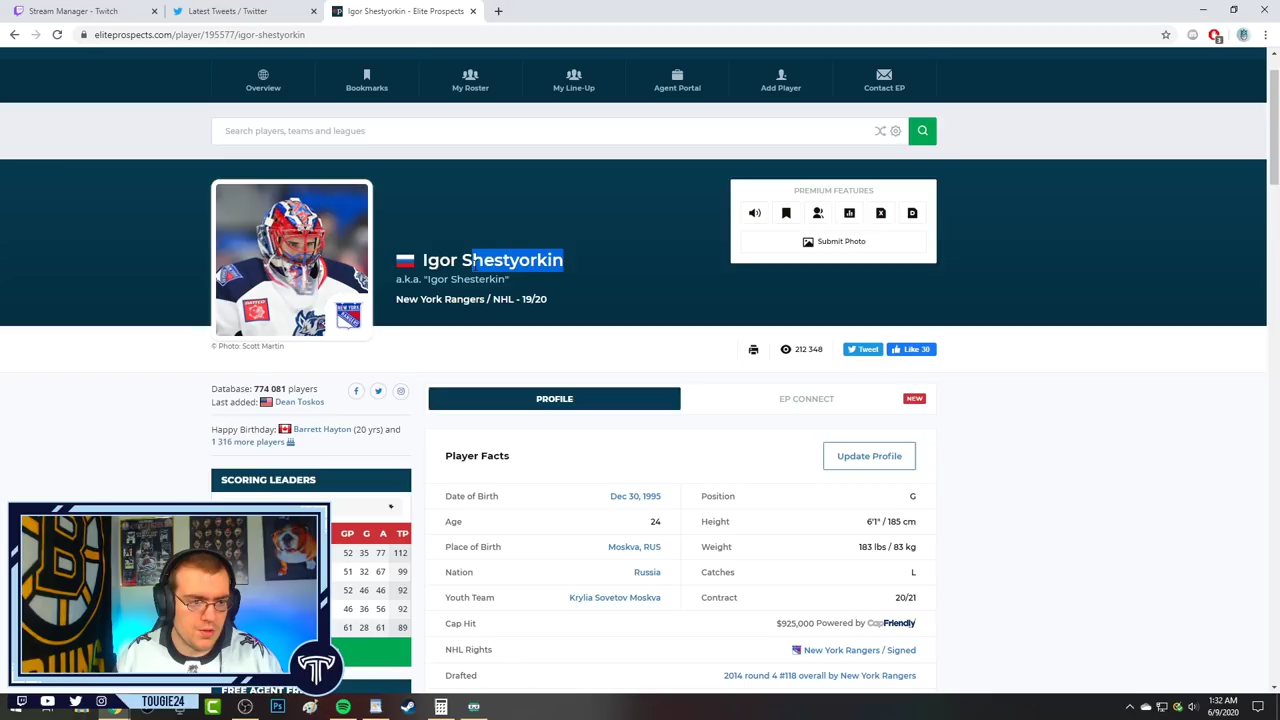 Stream Manager - Twitch
Latest Tweets / Twitter
Igor Shestyorkin - Elite Prospects
eliteprospects.com/player/195577/igor-shestyorkin
3
Overview
Bookmarks
My Roster
My Line-Up
Agent Portal
Add Player
Contact EP
Search players, teams and leagues
PREMIUM FEATURES
Submit Photo
Igor Shestyorkin
a.k.a. "Igor Shesterkin"
New York Rangers / NHL - 19/20
NEW YORK
RANGERS
© Photo: Scott Martin
212 348
Tweet
Like 30
Database: 774 081 players
Last added: Dean Toskos
Happy Birthday: Barrett Hayton (20 yrs) and
1 316 more players
PROFILE
EP CONNECT
NEW
Player Facts
Update Profile
Date of Birth Dec 30, 1995
Position G
Age 24
Height 6'1" / 185 cm
Place of Birth Moskva, RUS
Weight 183 lbs / 83 kg
Nation Russia
Catches L
Youth Team Krylia Sovetov Moskva
Contract 20/21
Cap Hit $925,000 Powered by CapFriendly
NHL Rights New York Rangers / Signed
Drafted 2014 round 4 #118 overall by New York Rangers
SCORING LEADERS
GP G A TP
52 35 77 112
51 32 67 99
52 46 46 92
46 36 56 92
61 28 61 89
B
FREE AGENT FR
TOUGIE24
1:32 AM
6/9/2020